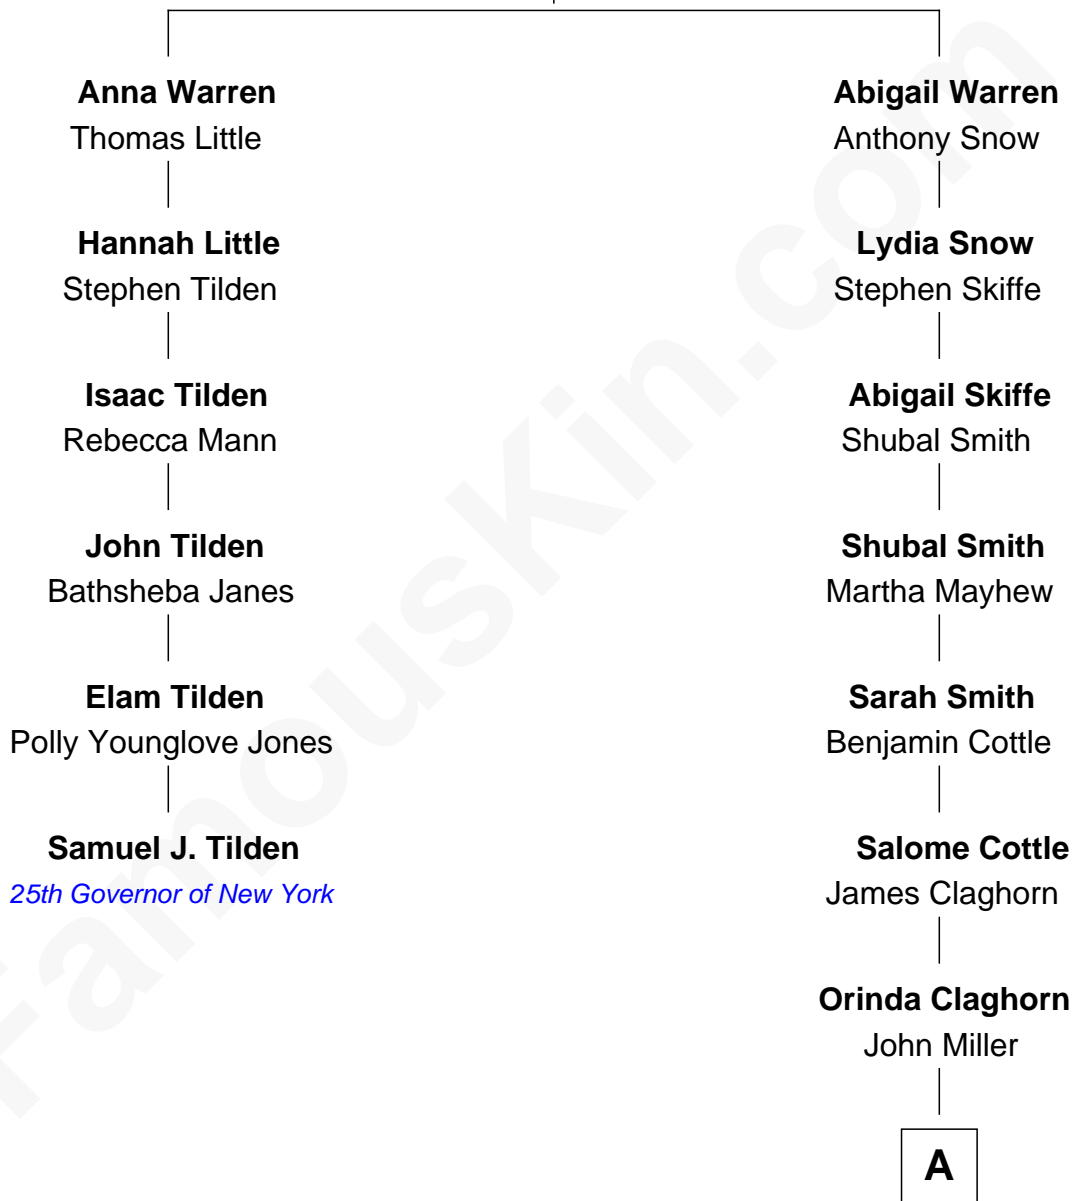 Anna Warren
Thomas Little
Hannah Little
Stephen Tilden
Isaac Tilden
Rebecca Mann
John Tilden
Bathsheba Janes
Elam Tilden
Polly Younglove Jones
Samuel J. Tilden
25th Governor of New York
Abigail Warren
Anthony Snow
Lydia Snow
Stephen Skiffe
Abigail Skiffe
Shubal Smith
Shubal Smith
Martha Mayhew
Sarah Smith
Benjamin Cottle
Salome Cottle
James Claghorn
Orinda Claghorn
John Miller
A
FamousKin.com